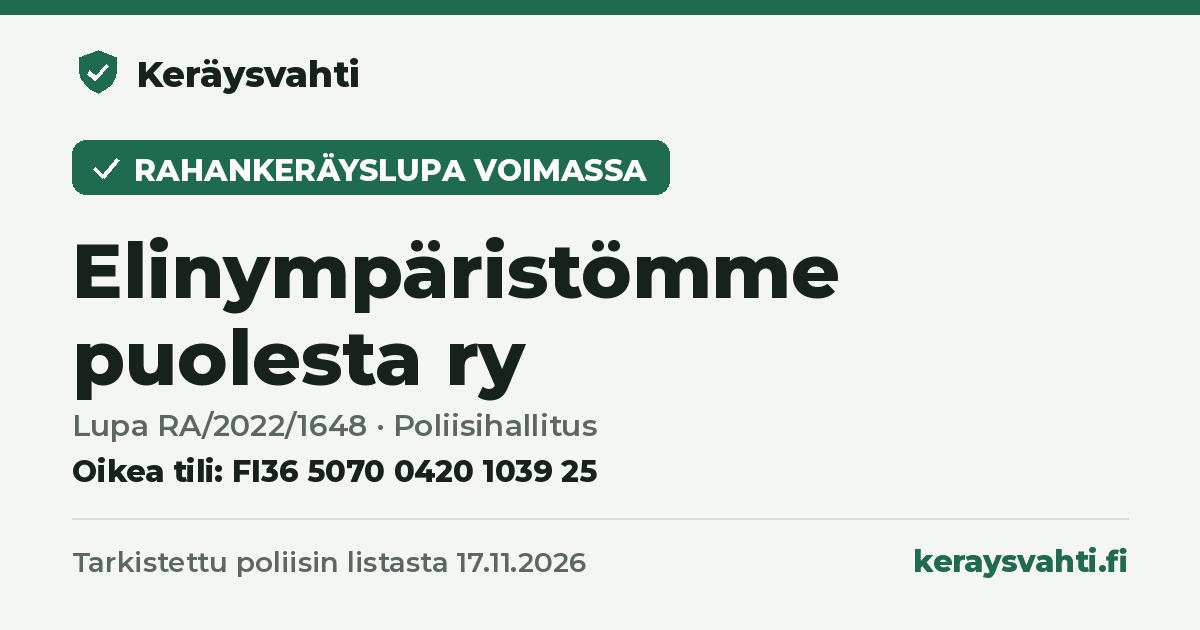 Keräysvahti
RAHANKERÄYSLUPA VOIMASSA
Elinympäristömme
puolesta ry
Lupa RA/2022/1648 · Poliisihallitus
Oikea tili: FI36 5070 0420 1039 25
Tarkistettu poliisin listasta 17.11.2026
keraysvahti.fi